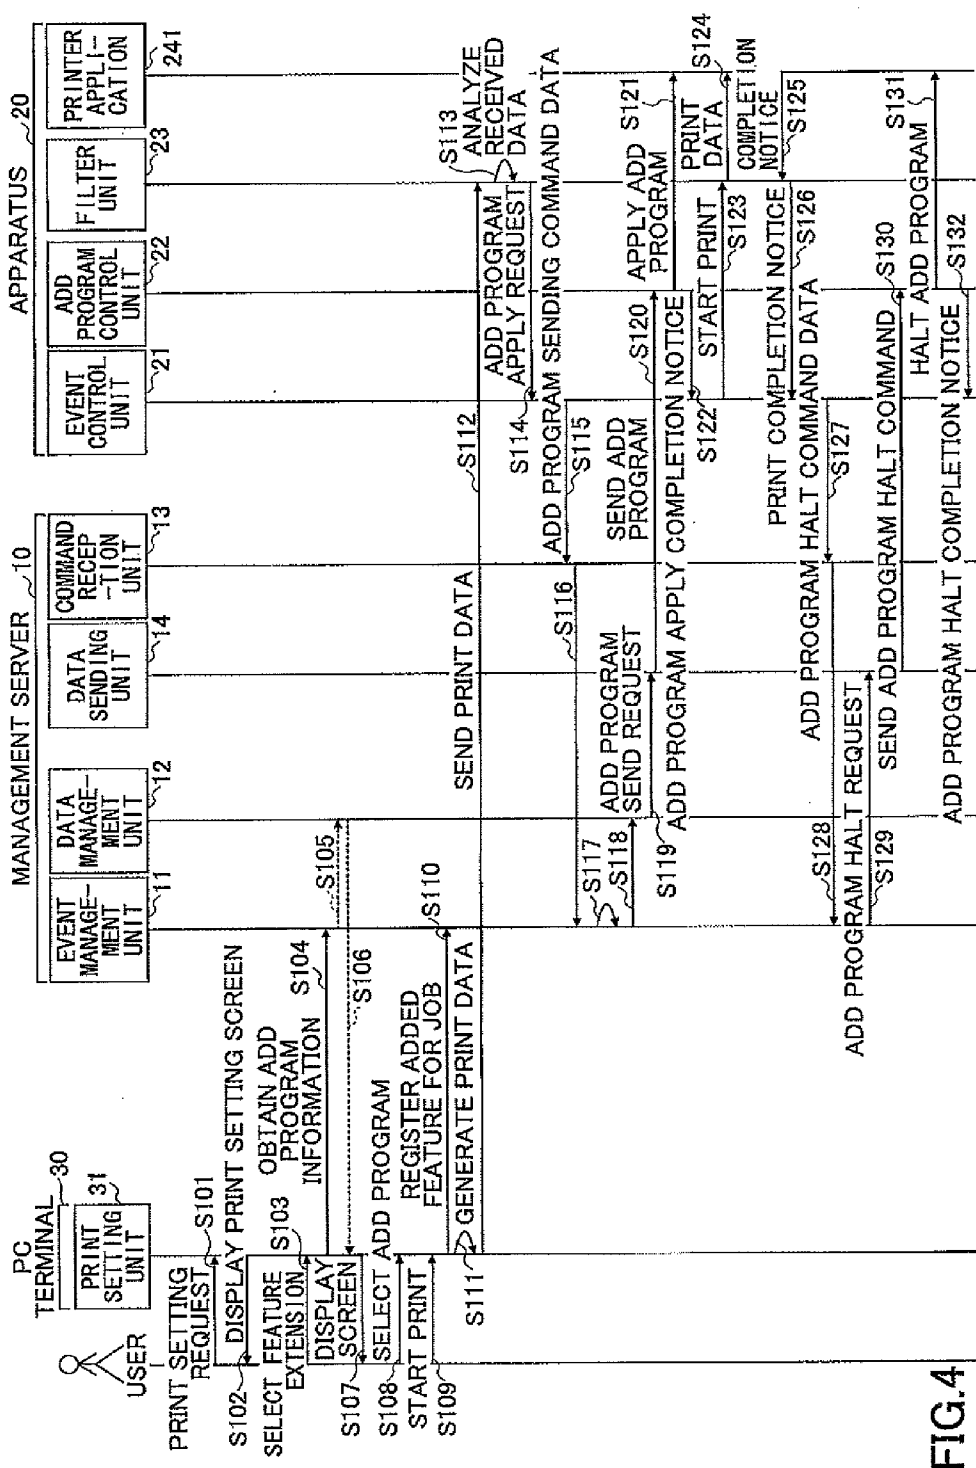 USER
PC
TERMINAL 30
PRINT
SETTING
UNIT
31
MANAGEMENT SERVER 10
EVENT
MANAGE-
MENT
UNIT
11
DATA
MANAGE-
MENT
UNIT
12
DATA
SENDING
UNIT
14
COMMAND
RECEP
-TION
UNIT
13
APPARATUS 20
EVENT
CONTROL
UNIT
21
ADD
PROGRAM
CONTROL
UNIT
22
FILTER
UNIT
23
PRINTER
APPLI-
CATION
241
PRINT SETTING
REQUEST
S101
DISPLAY PRINT SETTING SCREEN
S102
SELECT FEATURE
EXTENSION
S103
OBTAIN ADD
PROGRAM
INFORMATION
S104
S105
S106
DISPLAY
SCREEN
S107
SELECT ADD PROGRAM
S108
START PRINT
S109
REGISTER ADDED
FEATURE FOR JOB
S110
GENERATE PRINT DATA
S111
SEND PRINT DATA
S112
S113
ANALYZE
RECEIVED
DATA
ADD PROGRAM
APPLY REQUEST
S114
ADD PROGRAM SENDING COMMAND DATA
S115
S116
S117
S118
ADD PROGRAM
SEND REQUEST
S119
SEND ADD
PROGRAM
S120
APPLY ADD
PROGRAM
S121
ADD PROGRAM APPLY COMPLETION NOTICE
S122
START PRINT
S123
PRINT
DATA
S124
COMPLETION
NOTICE
S125
PRINT COMPLETION NOTICE
S126
ADD PROGRAM HALT COMMAND DATA
S127
S128
ADD PROGRAM HALT REQUEST
S129
SEND ADD PROGRAM HALT COMMAND
S130
HALT ADD PROGRAM
S131
ADD PROGRAM HALT COMPLETION NOTICE
S132
FIG.4